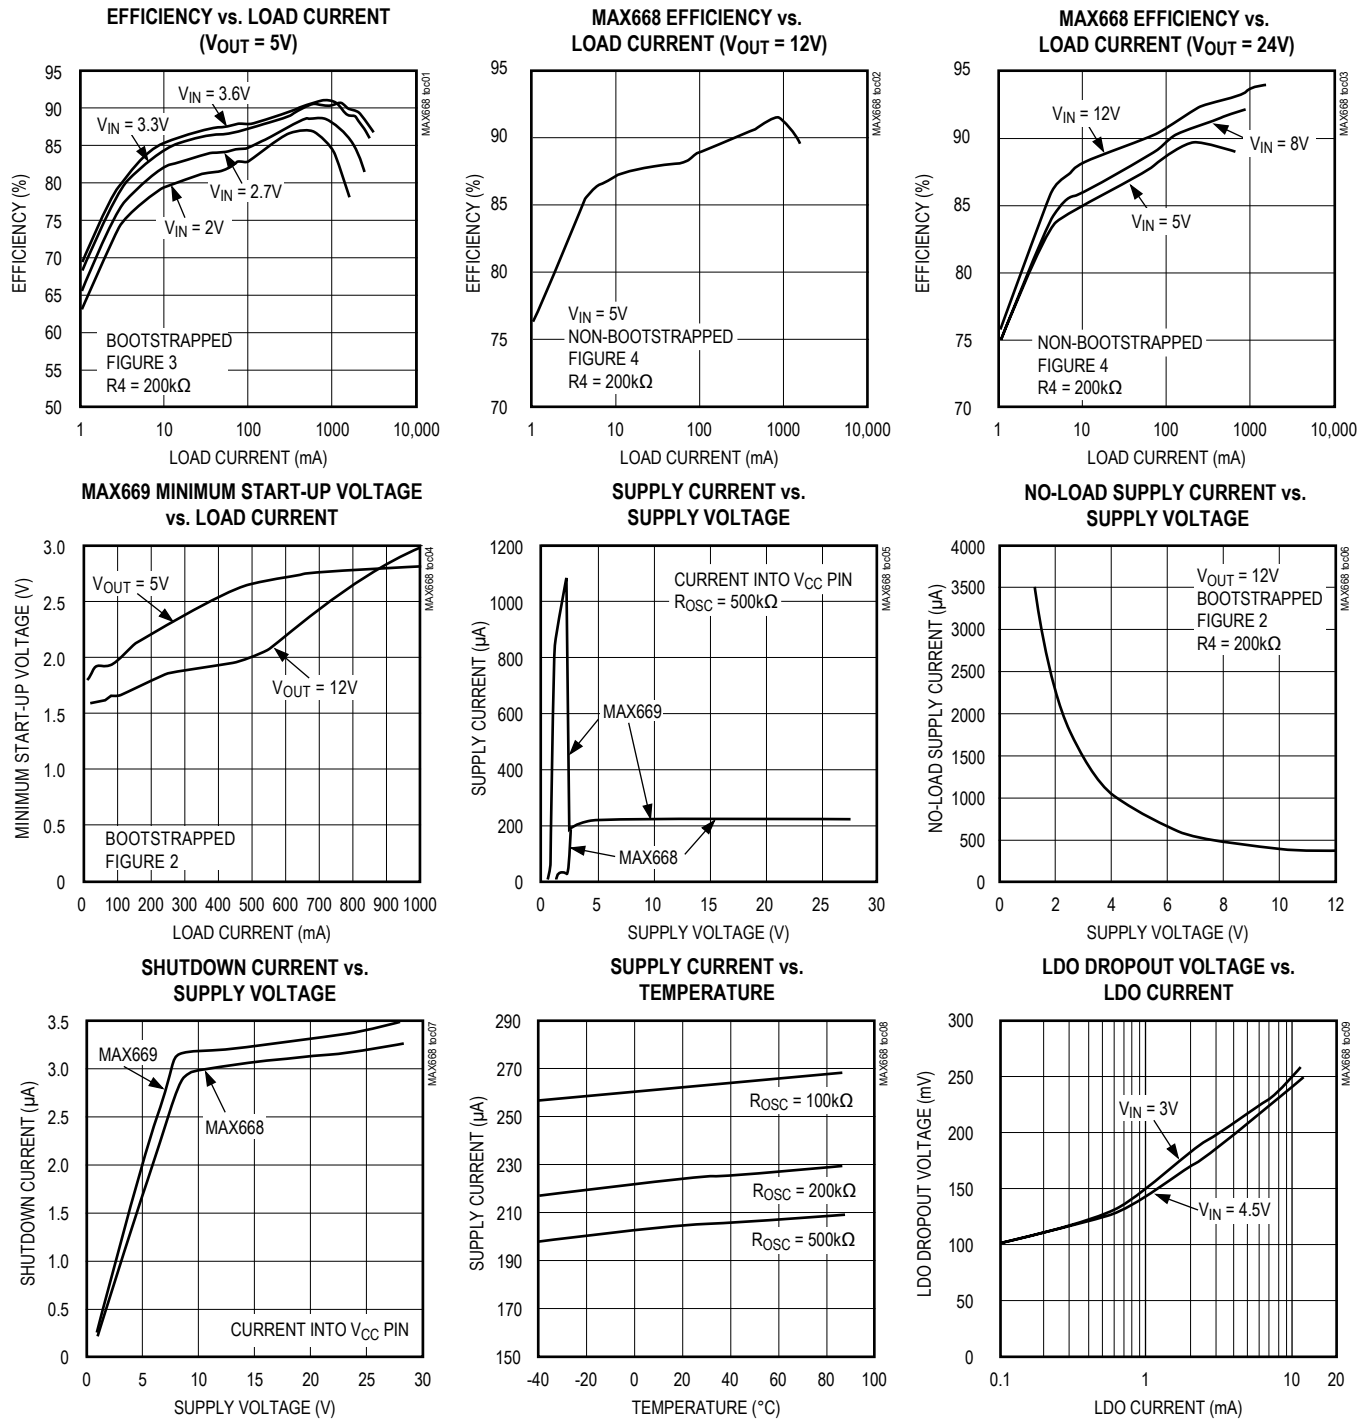 EFFICIENCY vs. LOAD CURRENT
(VOUT = 5V)
95
90
85
80
75
70
65
60
55
50
EFFICIENCY (%)
VIN = 3.6V
VIN = 3.3V
VIN = 2.7V
VIN = 2V
BOOTSTRAPPED
FIGURE 3
R4 = 200kΩ
MAX668 toc01
1 10 100 1000 10,000
LOAD CURRENT (mA)
MAX668 EFFICIENCY vs.
LOAD CURRENT (VOUT = 12V)
95
90
85
80
75
70
EFFICIENCY (%)
VIN = 5V
NON-BOOTSTRAPPED
FIGURE 4
R4 = 200kΩ
MAX668 toc02
1 10 100 1000 10,000
LOAD CURRENT (mA)
MAX668 EFFICIENCY vs.
LOAD CURRENT (VOUT = 24V)
95
90
85
80
75
70
EFFICIENCY (%)
VIN = 12V
VIN = 8V
VIN = 5V
NON-BOOTSTRAPPED
FIGURE 4
R4 = 200kΩ
MAX668 toc03
1 10 100 1000 10,000
LOAD CURRENT (mA)
MAX669 MINIMUM START-UP VOLTAGE
vs. LOAD CURRENT
3.0
2.5
2.0
1.5
1.0
0.5
0
MINIMUM START-UP VOLTAGE (V)
VOUT = 5V
VOUT = 12V
BOOTSTRAPPED
FIGURE 2
MAX668 toc04
0 100 200 300 400 500 600 700 800 900 1000
LOAD CURRENT (mA)
SUPPLY CURRENT vs.
SUPPLY VOLTAGE
1200
1000
800
600
400
200
0
SUPPLY CURRENT (µA)
CURRENT INTO VCC PIN
ROSC = 500kΩ
MAX669
MAX668
MAX668 toc05
0 5 10 15 20 25 30
SUPPLY VOLTAGE (V)
NO-LOAD SUPPLY CURRENT vs.
SUPPLY VOLTAGE
4000
3500
3000
2500
2000
1500
1000
500
0
NO-LOAD SUPPLY CURRENT (µA)
VOUT = 12V
BOOTSTRAPPED
FIGURE 2
R4 = 200kΩ
MAX668 toc06
0 2 4 6 8 10 12
SUPPLY VOLTAGE (V)
SHUTDOWN CURRENT vs.
SUPPLY VOLTAGE
3.5
3.0
2.5
2.0
1.5
1.0
0.5
0
SHUTDOWN CURRENT (µA)
MAX669
MAX668
CURRENT INTO VCC PIN
MAX668 toc07
0 5 10 15 20 25 30
SUPPLY VOLTAGE (V)
SUPPLY CURRENT vs.
TEMPERATURE
290
270
250
230
210
190
170
150
SUPPLY CURRENT (µA)
ROSC = 100kΩ
ROSC = 200kΩ
ROSC = 500kΩ
MAX668 toc08
-40 -20 0 20 40 60 80 100
TEMPERATURE (°C)
LDO DROPOUT VOLTAGE vs.
LDO CURRENT
300
250
200
150
100
50
0
LDO DROPOUT VOLTAGE (mV)
VIN = 3V
VIN = 4.5V
MAX668 toc09
0.1 1 10 20
LDO CURRENT (mA)